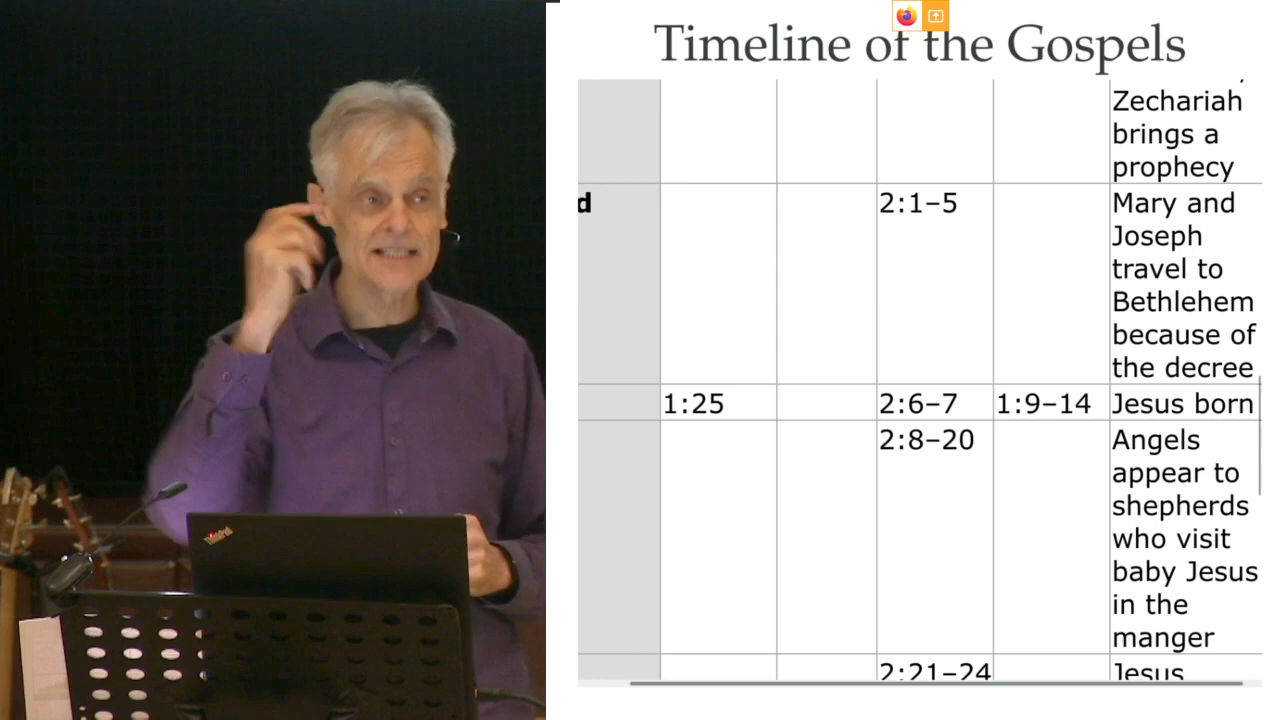 Timeline of the Gospels
Zechariah
brings a
prophecy
d 2:1–5 Mary and
Joseph
travel to
Bethlehem
because of
the decree
1:25 2:6–7 1:9–14 Jesus born
2:8–20 Angels
appear to
shepherds
who visit
baby Jesus
in the
manger
2:21–24 Jesus
ThinkPad